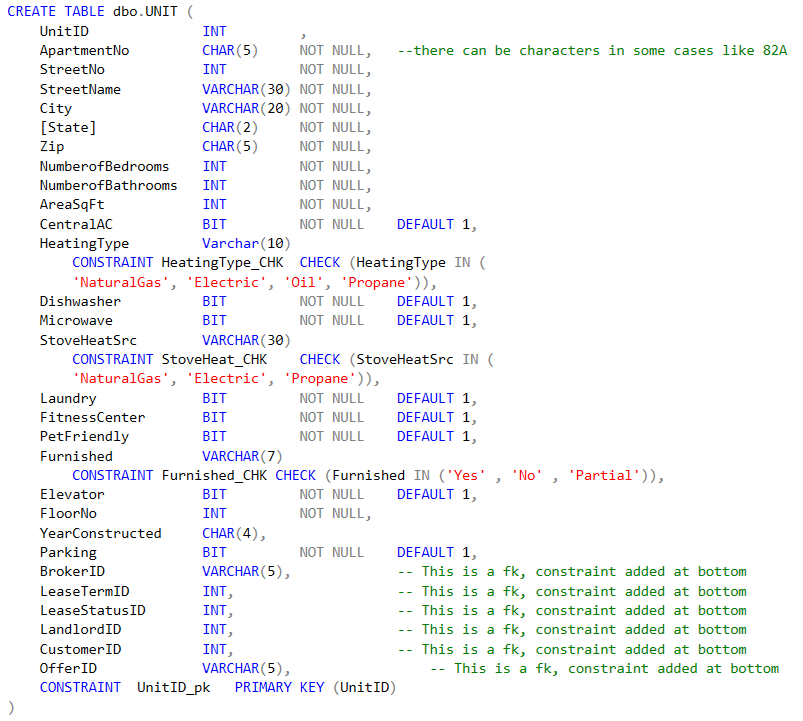 CREATE TABLE dbo.UNIT (
    UnitID              INT         ,
    ApartmentNo         CHAR(5)     NOT NULL,   --there can be characters in some cases like 82A
    StreetNo            INT         NOT NULL,
    StreetName          VARCHAR(30) NOT NULL,
    City                VARCHAR(20) NOT NULL,
    [State]             CHAR(2)     NOT NULL,
    Zip                 CHAR(5)     NOT NULL,
    NumberofBedrooms    INT         NOT NULL,
    NumberofBathrooms   INT         NOT NULL,
    AreaSqFt            INT         NOT NULL,
    CentralAC           BIT         NOT NULL    DEFAULT 1,
    HeatingType         Varchar(10)
        CONSTRAINT HeatingType_CHK  CHECK (HeatingType IN (
        'NaturalGas', 'Electric', 'Oil', 'Propane')),
    Dishwasher          BIT         NOT NULL    DEFAULT 1,
    Microwave           BIT         NOT NULL    DEFAULT 1,
    StoveHeatSrc        VARCHAR(30)
        CONSTRAINT StoveHeat_CHK    CHECK (StoveHeatSrc IN (
        'NaturalGas', 'Electric', 'Propane')),
    Laundry             BIT         NOT NULL    DEFAULT 1,
    FitnessCenter       BIT         NOT NULL    DEFAULT 1,
    PetFriendly         BIT         NOT NULL    DEFAULT 1,
    Furnished           VARCHAR(7)
        CONSTRAINT Furnished_CHK CHECK (Furnished IN ('Yes' , 'No' , 'Partial')),
    Elevator            BIT         NOT NULL    DEFAULT 1,
    FloorNo             INT         NOT NULL,
    YearConstructed     CHAR(4),
    Parking             BIT         NOT NULL    DEFAULT 1,
    BrokerID            VARCHAR(5),             -- This is a fk, constraint added at bottom
    LeaseTermID         INT,                    -- This is a fk, constraint added at bottom
    LeaseStatusID       INT,                    -- This is a fk, constraint added at bottom
    LandlordID          INT,                    -- This is a fk, constraint added at bottom
    CustomerID          INT,                    -- This is a fk, constraint added at bottom
    OfferID             VARCHAR(5),                 -- This is a fk, constraint added at bottom
    CONSTRAINT  UnitID_pk   PRIMARY KEY (UnitID)
)